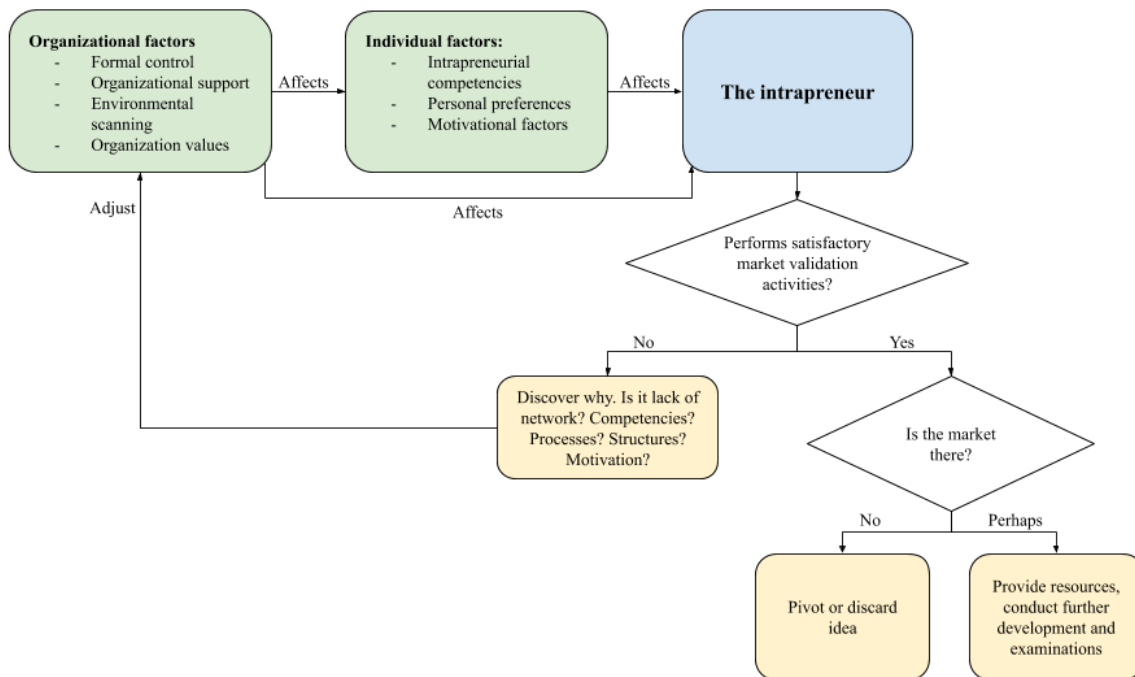 Organizational factors
- Formal control
- Organizational support
- Environmental
scanning
- Organization values
Affects
Individual factors:
- Intrapreneurial
competencies
- Personal preferences
- Motivational factors
Affects
The intrapreneur
Adjust
Affects
Performs satisfactory
market validation
activities?
No
Yes
Discover why. Is it lack of
network? Competencies?
Processes? Structures?
Motivation?
Is the market
there?
No
Perhaps
Pivot or discard
idea
Provide resources,
conduct further
development and
examinations